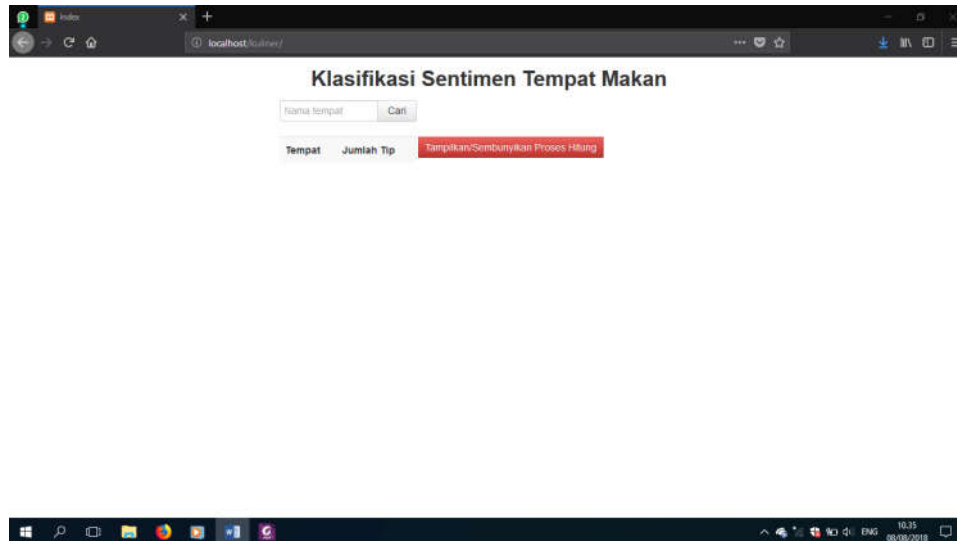 Index
localhost/kuliner/
Klasifikasi Sentimen Tempat Makan
Nama tempat Cari
Tempat Jumlah Tip Tampilkan/Sembunyikan Proses Hitung
ENG 10.35
08/08/2018